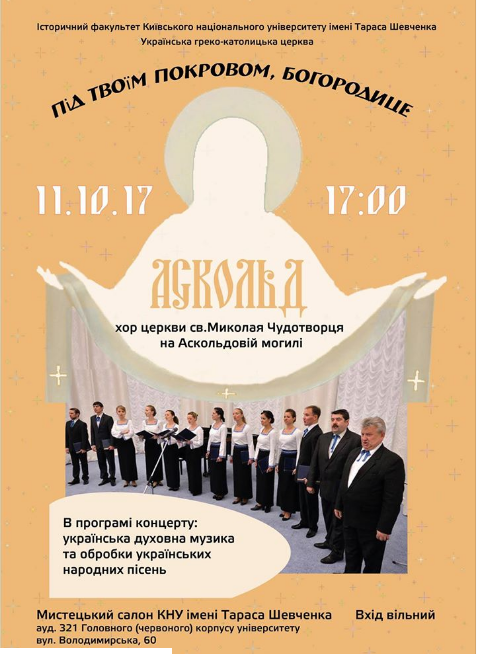 Історичний факультет Київського національного університету імені Тараса Шевченка
Українська греко-католицька церква
ПІД ТВОЇМ ПОКРОВОМ, БОГОРОДИЦЕ
11.10.17
17:00
АСКОЛЬД
хор церкви св.Миколая Чудотворця
на Аскольдовій могилі
В програмі концерту:
українська духовна музика
та обробки українських
народних пісень
Мистецький салон КНУ імені Тараса Шевченка
Вхід вільний
ауд. 321 Головного (червоного) корпусу університету
вул. Володимирська, 60